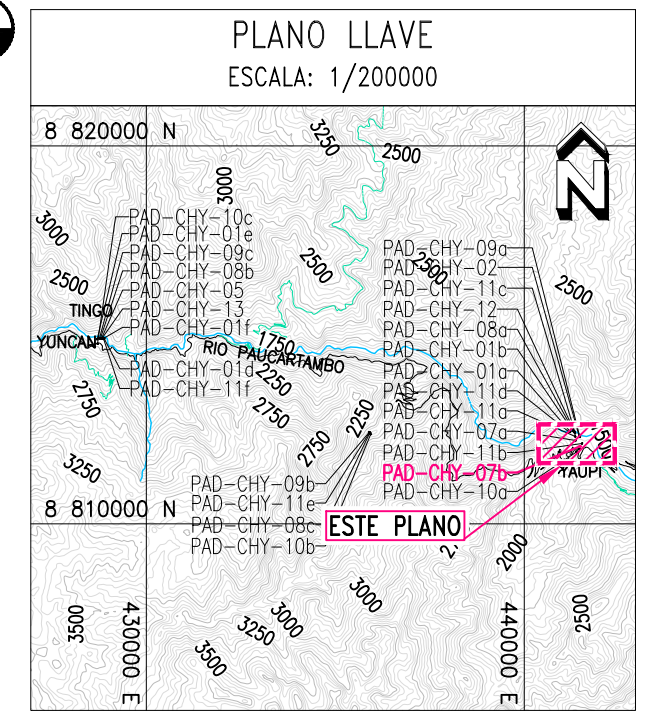 PLANO LLAVE
ESCALA: 1/200000
8 820000 N
3250
2500
N
3000
3000
PAD-CHY-10c
PAD-CHY-01e
PAD-CHY-09c
PAD-CHY-08b
PAD-CHY-05
PAD-CHY-13
PAD-CHY-01f
PAD-CHY-01d
PAD-CHY-11f
2500
TINGO
YUNCAN
2750
3250
2500
1750
RIO PAUCARTAMBO
2250
2750
2750
2250
PAD-CHY-09a
PAD-CHY-02
2500
PAD-CHY-11c
PAD-CHY-12
PAD-CHY-08a
PAD-CHY-01b
PAD-CHY-01a
PAD-CHY-11d
PAD-CHY-11a
PAD-CHY-07a
PAD-CHY-11b
PAD-CHY-07b
PAD-CHY-10a
2500
YAUPI
PAD-CHY-09b
PAD-CHY-11e
PAD-CHY-08c
PAD-CHY-10b
8 810000 N
ESTE PLANO
2000
3500
430000 E
3250
3000
3500
3000
440000 E
2500